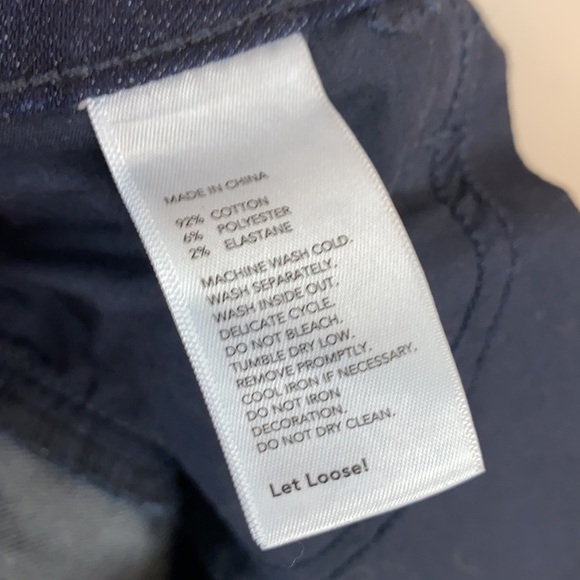 MADE IN CHINA
92% COTTON
6% POLYESTER
2% ELASTANE
MACHINE WASH COLD.
WASH SEPARATELY.
WASH INSIDE OUT.
DELICATE CYCLE.
DO NOT BLEACH.
TUMBLE DRY LOW.
REMOVE PROMPTLY.
COOL IRON IF NECESSARY.
DO NOT IRON
DECORATION.
DO NOT DRY CLEAN.
Let Loose!